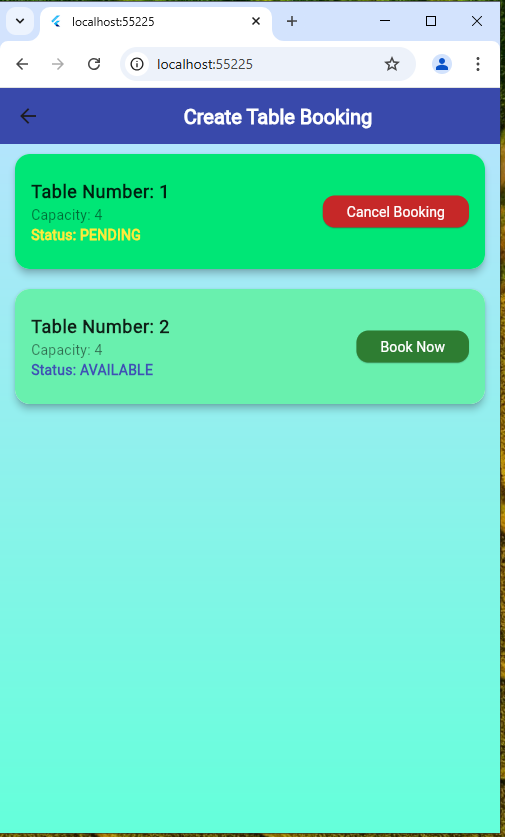 localhost:55225
localhost:55225
Create Table Booking
Table Number: 1
Capacity: 4
Status: PENDING
Cancel Booking
Table Number: 2
Capacity: 4
Status: AVAILABLE
Book Now